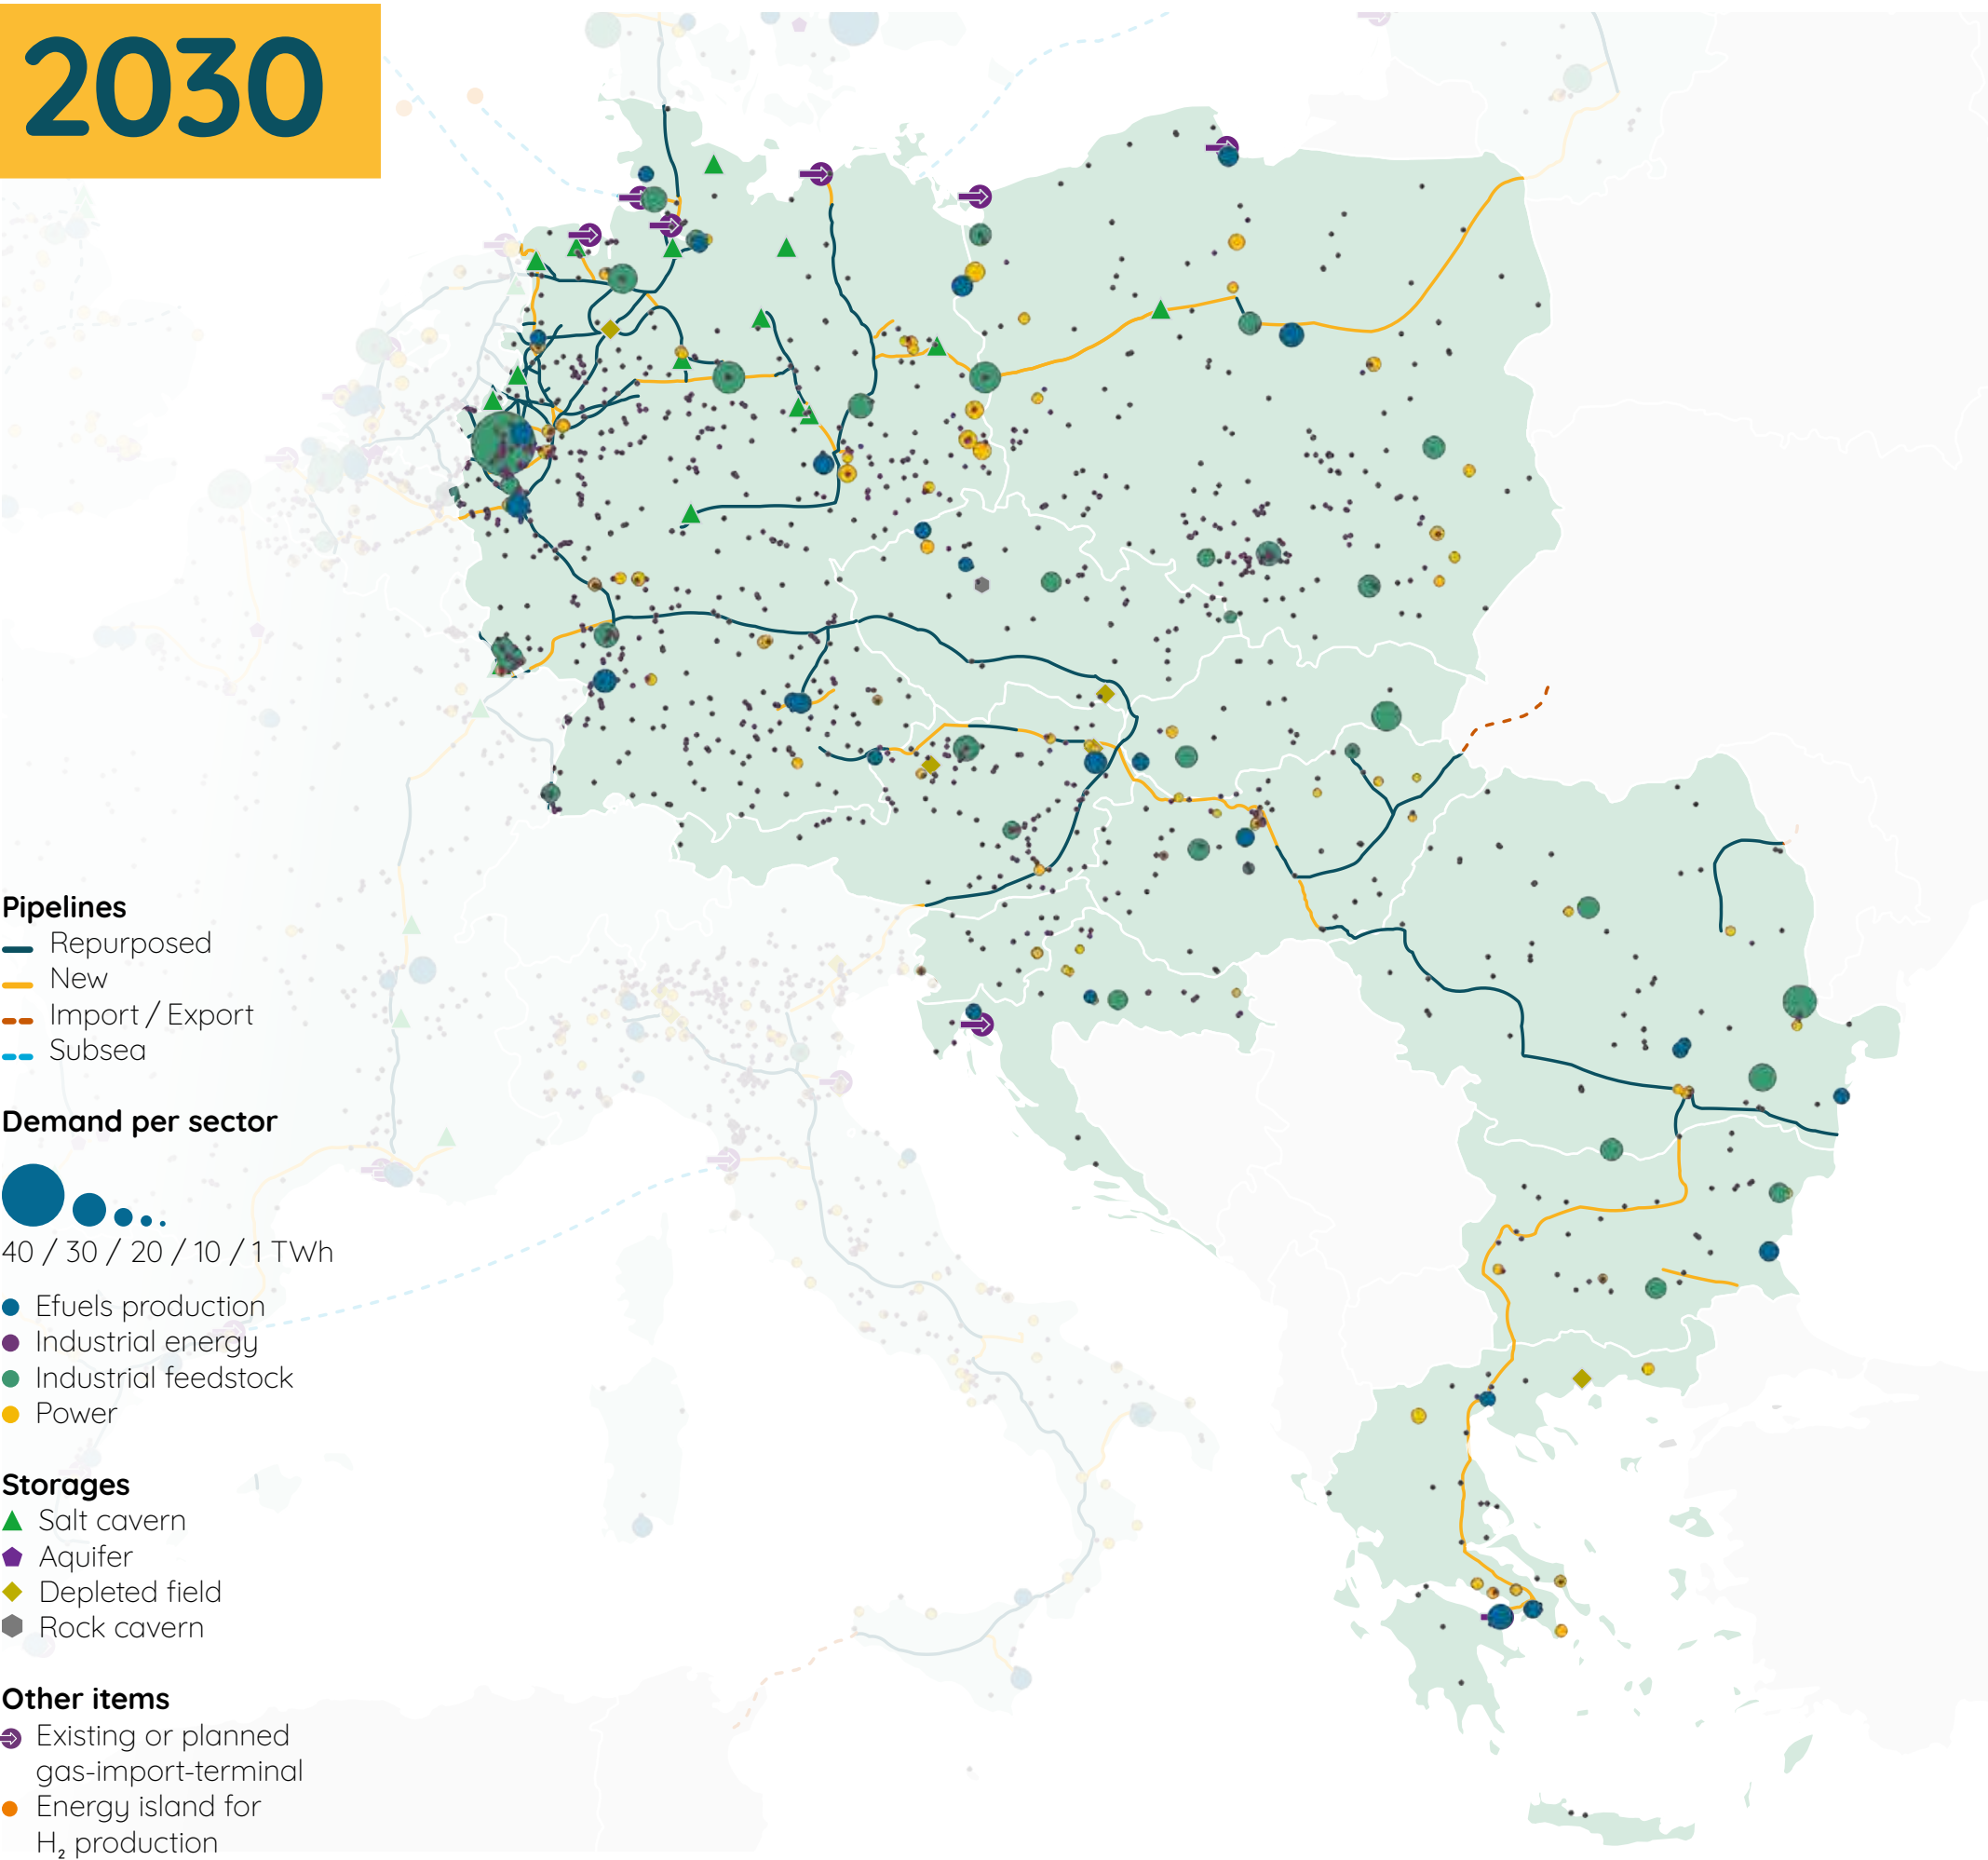 2030
Pipelines
Repurposed
New
Import / Export
Subsea
Demand per sector
40 / 30 / 20 / 10 / 1 TWh
Efuels production
Industrial energy
Industrial feedstock
Power
Storages
Salt cavern
Aquifer
Depleted field
Rock cavern
Other items
Existing or planned
gas-import-terminal
Energy island for
H₂ production